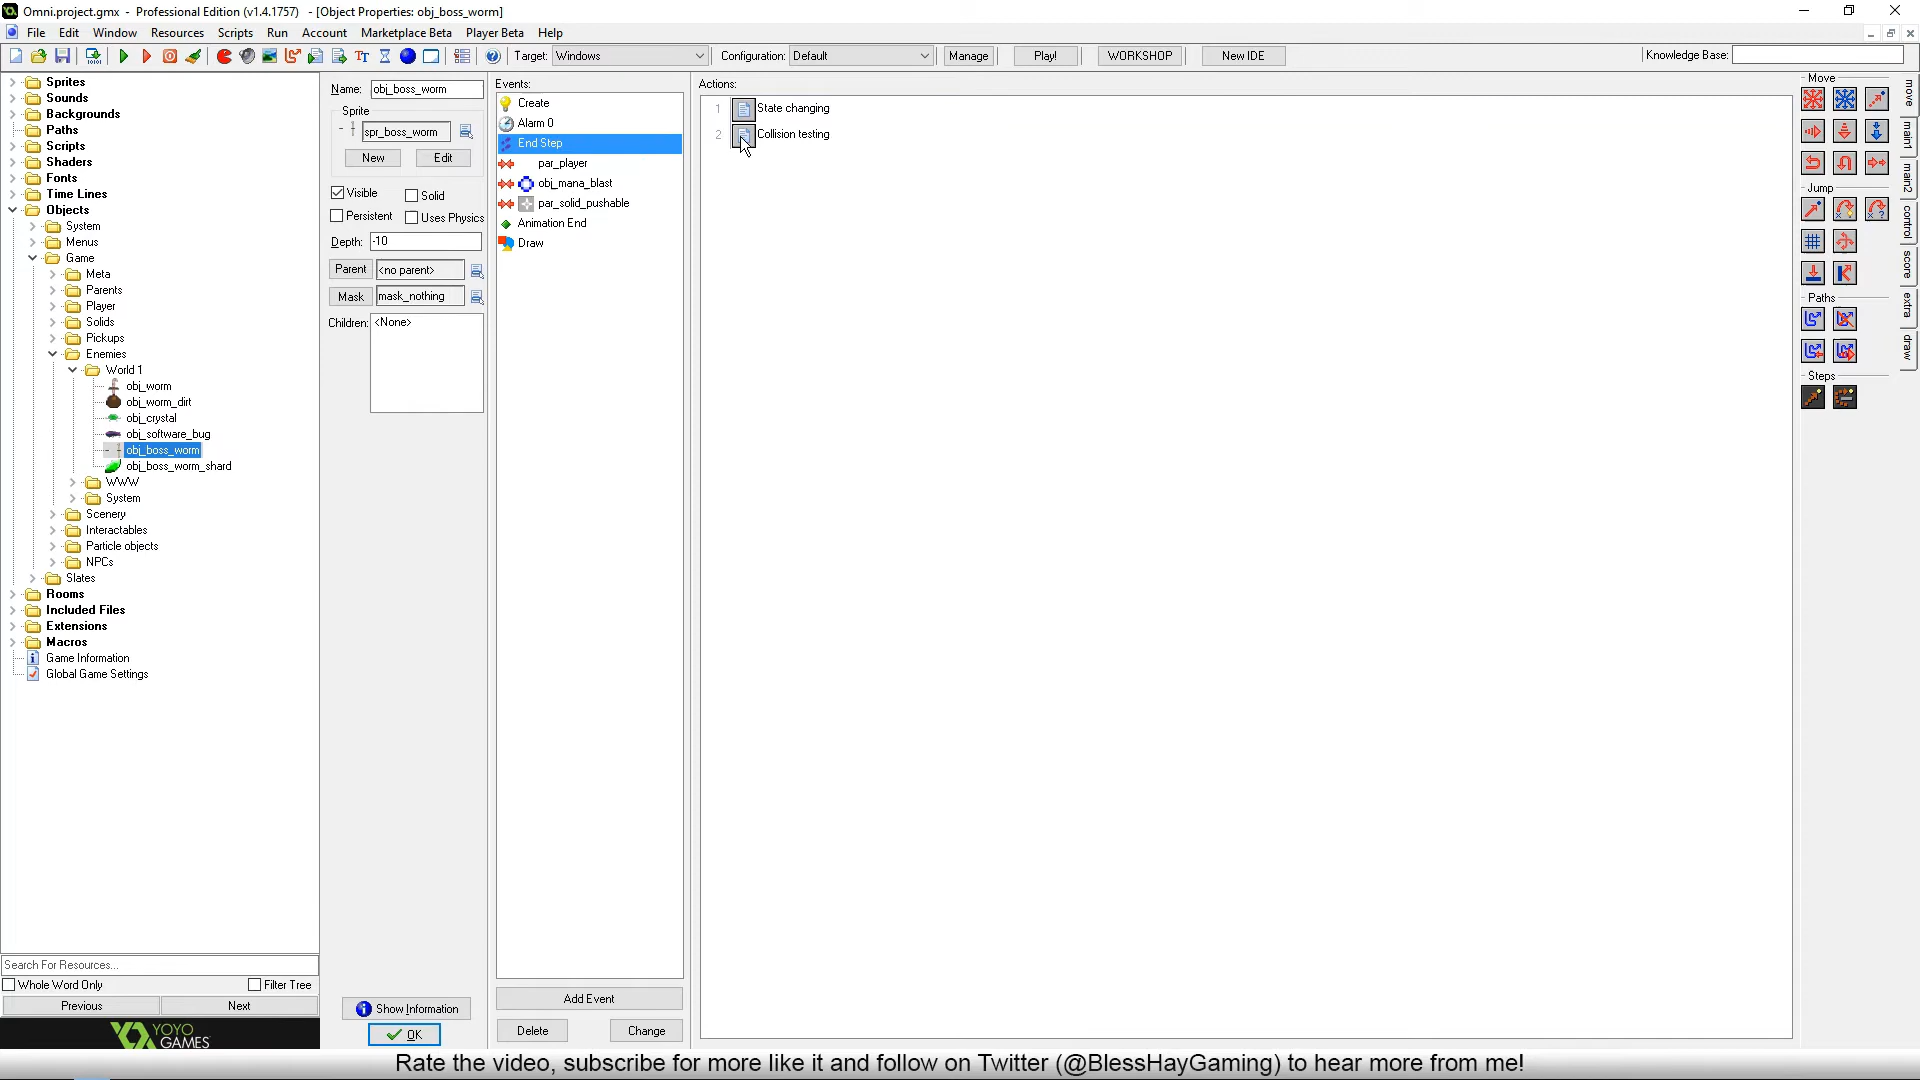 Omni.project.gmx - Professional Edition (v1.4.1757) - [Object Properties: obj_boss_worm]
File Edit Window Resources Scripts Run Account Marketplace Beta Player Beta Help
Target: Windows Configuration: Default Manage Play! WORKSHOP New IDE Knowledge Base:
Sprites
Sounds
Backgrounds
Paths
Scripts
Shaders
Fonts
Time Lines
Objects
System
Menus
Game
Meta
Parents
Player
Solids
Pickups
Enemies
World 1
obj_worm
obj_worm_dirt
obj_crystal
obj_software_bug
obj_boss_worm
obj_boss_worm_shard
WWW
System
Scenery
Interactables
Particle objects
NPCs
Slates
Rooms
Included Files
Extensions
Macros
Game Information
Global Game Settings
Search For Resources...
Whole Word Only Filter Tree
Previous Next
YOYO
GAMES
Name: obj_boss_worm
Sprite
spr_boss_worm
New Edit
Visible Solid
Persistent Uses Physics
Depth: -10
Parent <no parent>
Mask mask_nothing
Children: <None>
Show Information
OK
Events:
Create
Alarm 0
End Step
par_player
obj_mana_blast
par_solid_pushable
Animation End
Draw
Add Event
Delete Change
Actions:
1 State changing
2 Collision testing
Move
Jump
Paths
Steps
move
main1
main2
control
score
extra
draw
Rate the video, subscribe for more like it and follow on Twitter (@BlessHayGaming) to hear more from me!